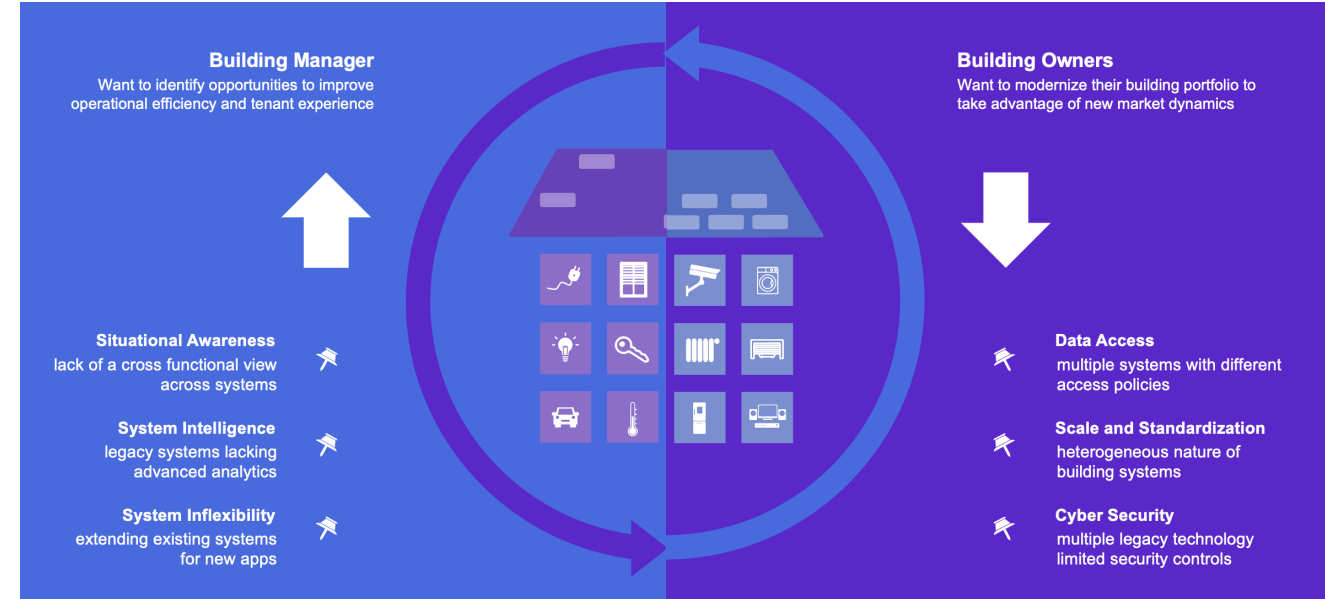 Building Manager
Want to identify opportunities to improve
operational efficiency and tenant experience
Situational Awareness
lack of a cross functional view
across systems
System Intelligence
legacy systems lacking
advanced analytics
System Inflexibility
extending existing systems
for new apps
Building Owners
Want to modernize their building portfolio to
take advantage of new market dynamics
Data Access
multiple systems with different
access policies
Scale and Standardization
heterogeneous nature of
building systems
Cyber Security
multiple legacy technology
limited security controls